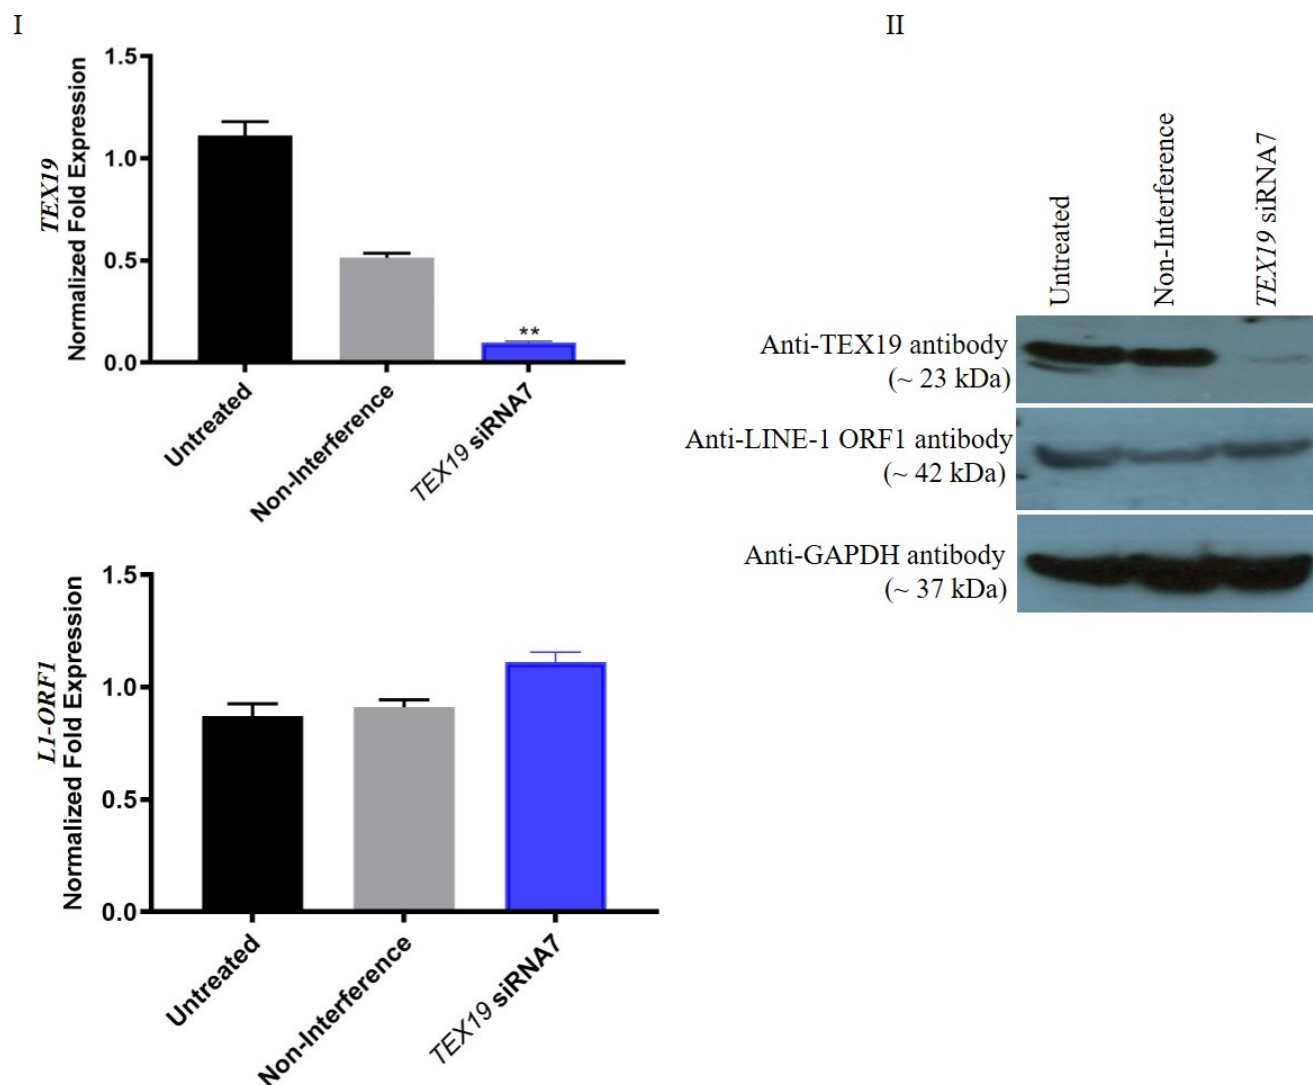 I
TEX19
Normalized Fold Expression
1.5
1.0
0.5
0.0
**
Untreated
Non-Interference
TEX19 siRNA7
L1-ORF1
Normalized Fold Expression
1.5
1.0
0.5
0.0
Untreated
Non-Interference
TEX19 siRNA7
II
Untreated
Non-Interference
TEX19 siRNA7
Anti-TEX19 antibody
(~ 23 kDa)
Anti-LINE-1 ORF1 antibody
(~ 42 kDa)
Anti-GAPDH antibody
(~ 37 kDa)